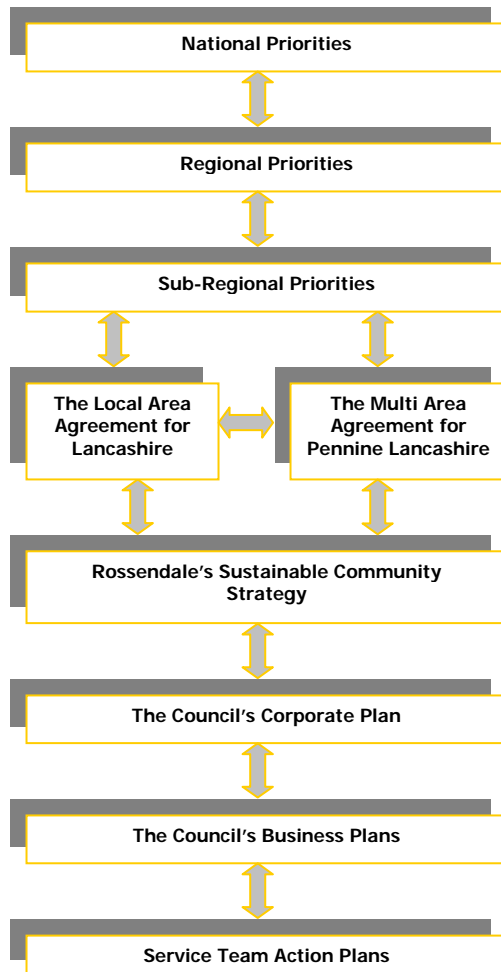 National Priorities
Regional Priorities
Sub-Regional Priorities
The Local Area
Agreement for
Lancashire
The Multi Area
Agreement for
Pennine Lancashire
Rossendale's Sustainable Community
Strategy
The Council's Corporate Plan
The Council's Business Plans
Service Team Action Plans